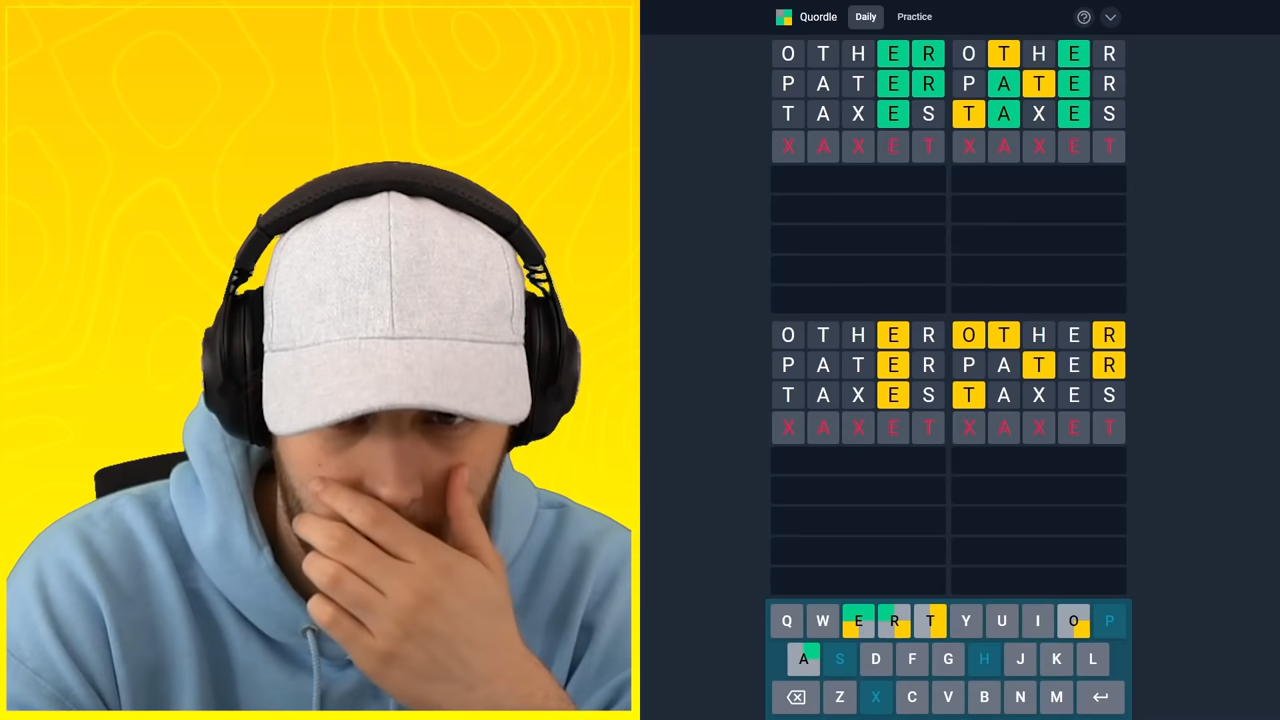 Quordle Daily Practice
O T H E R O T H E R
P A T E R P A T E R
T A X E S T A X E S
X A X E T X A X E T
O T H E R O T H E R
P A T E R P A T E R
T A X E S T A X E S
X A X E T X A X E T
Q W E R T Y U I O P
A S D F G H J K L
Z X C V B N M